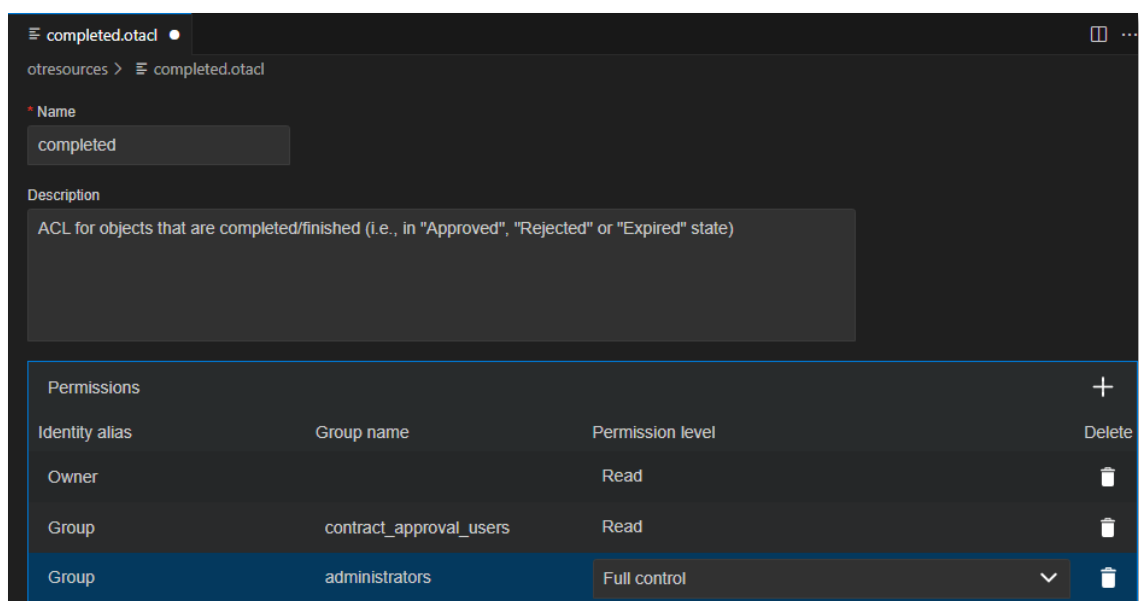 completed.otacl
otresources > completed.otacl
* Name
completed
Description
ACL for objects that are completed/finished (i.e., in "Approved", "Rejected" or "Expired" state)
Permissions
Identity alias Group name Permission level Delete
Owner Read
Group contract_approval_users Read
Group administrators Full control